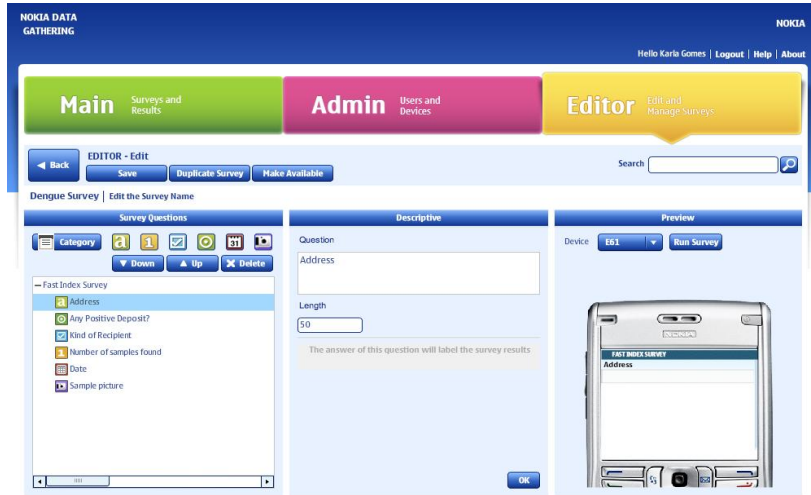 NOKIA DATA
GATHERING
NOKIA
Hello Karla Gomes | Logout | Help | About
Main Surveys and
Results
Admin Users and
Devices
Editor Edit and
Manage Surveys
Back
EDITOR - Edit
Save
Duplicate Survey
Make Available
Search
Dengue Survey | Edit the Survey Name
Survey Questions
Category
a
1
31
Down
Up
Delete
Fast Index Survey
a Address
Any Positive Deposit?
Kind of Recipient
1 Number of samples found
Date
Sample picture
Descriptive
Question
Address
Length
50
The answer of this question will label the survey results
OK
Preview
Device
E61
Run Survey
NOKIA
FAST INDEX SURVEY
Address